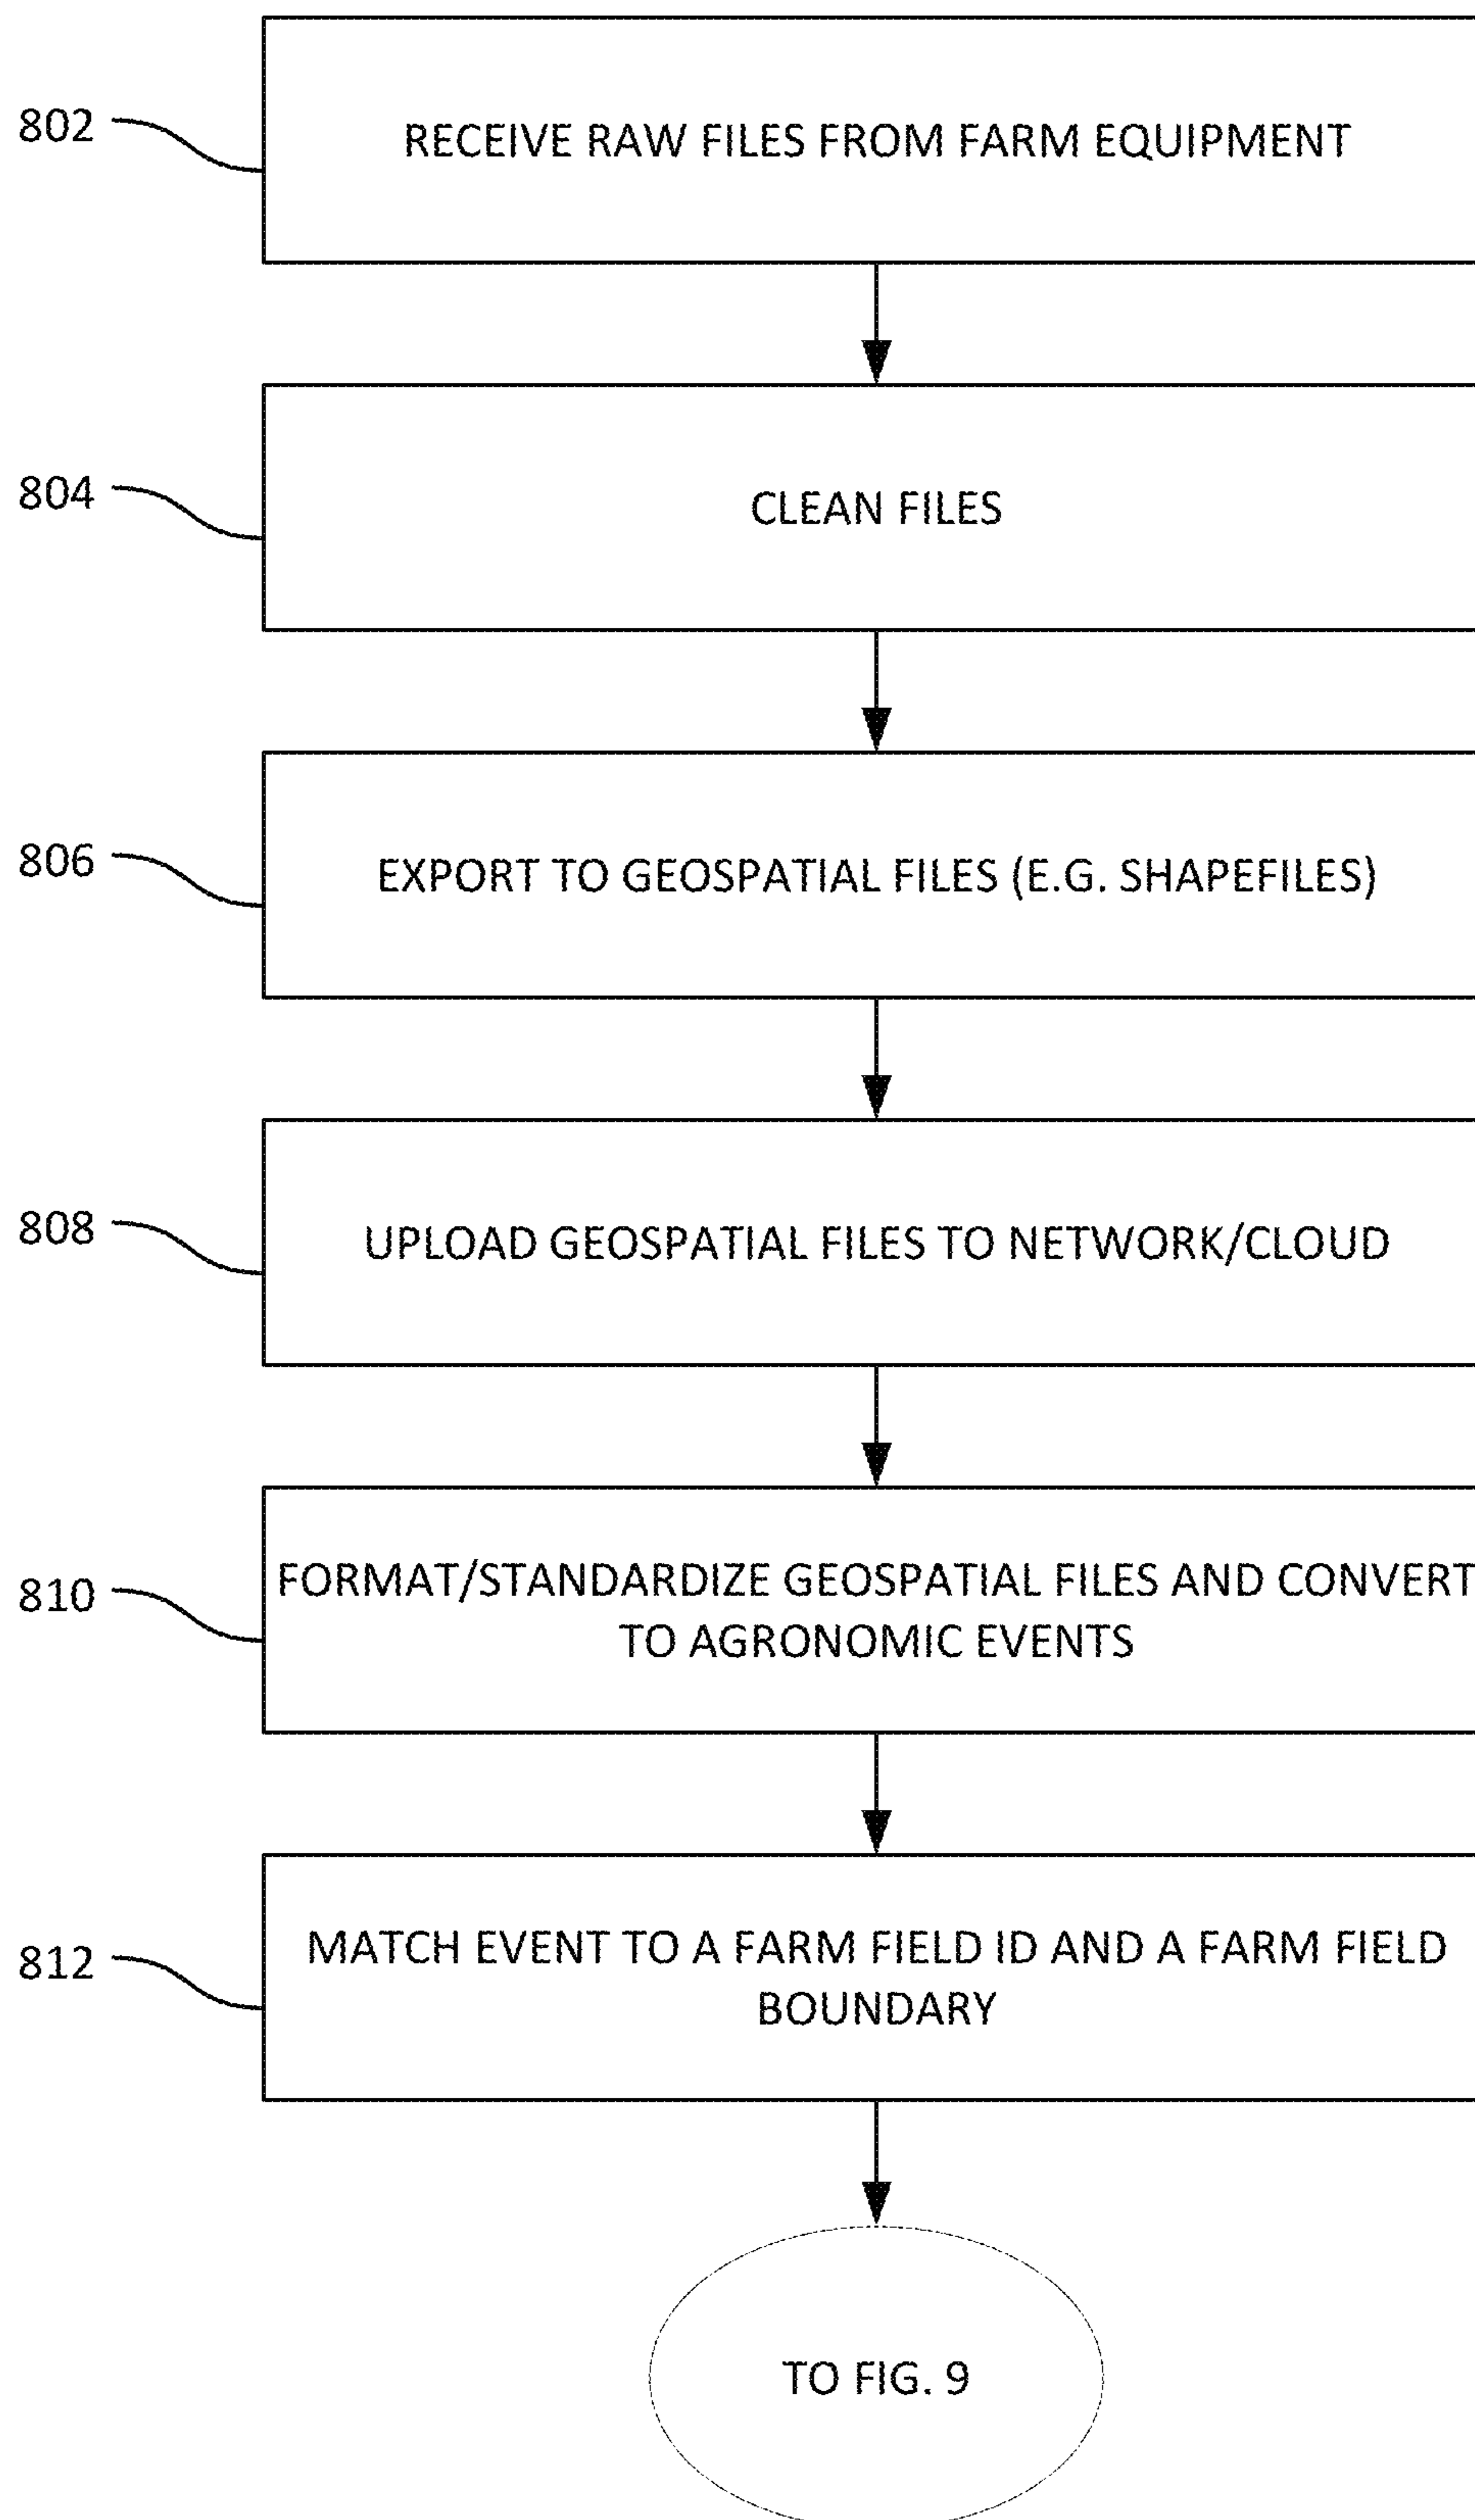 802
RECEIVE RAW FILES FROM FARM EQUIPMENT
804
CLEAN FILES
806
EXPORT TO GEOSPATIAL FILES (E.G. SHAPEFILES)
808
UPLOAD GEOSPATIAL FILES TO NETWORK/CLOUD
810
FORMAT/STANDARDIZE GEOSPATIAL FILES AND CONVERT
TO AGRONOMIC EVENTS
812
MATCH EVENT TO A FARM FIELD ID AND A FARM FIELD
BOUNDARY
TO FIG. 9